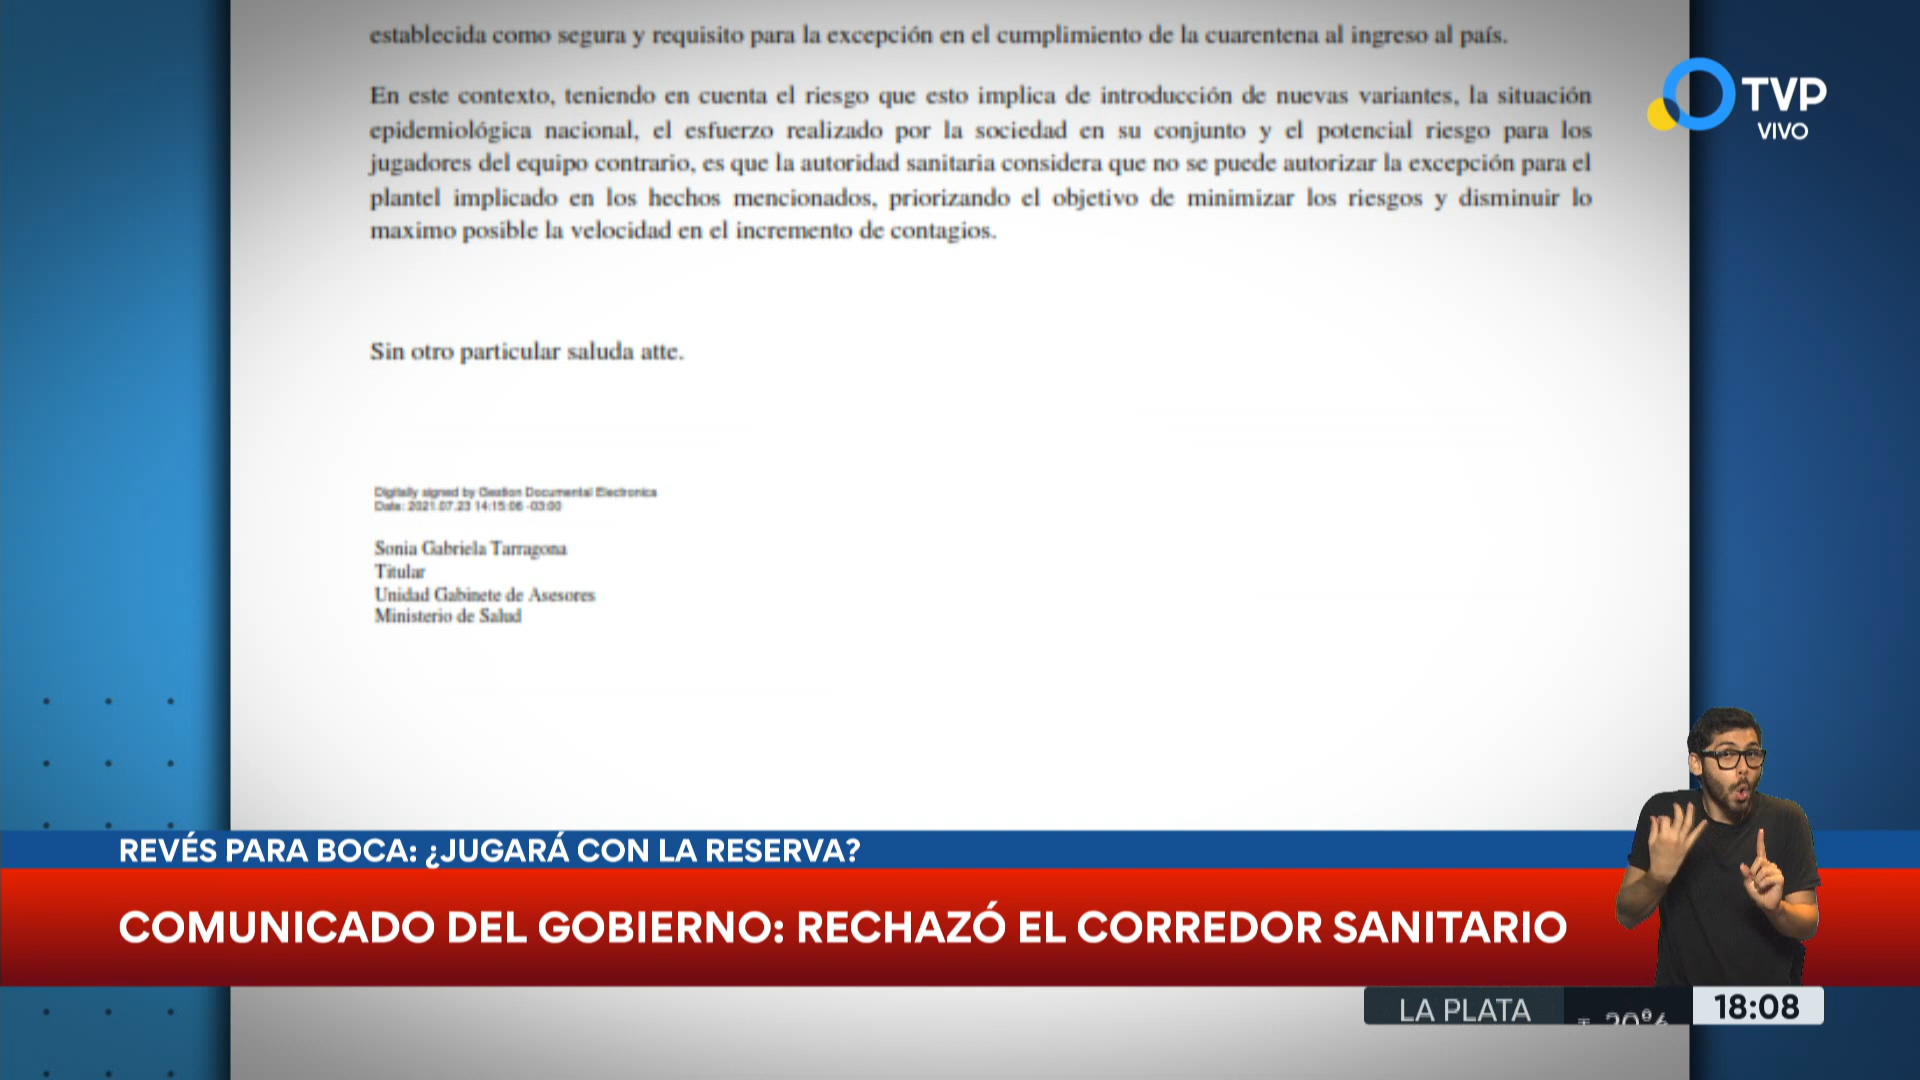 establecida como segura y requisito para la excepción en el cumplimiento de la cuarentena al ingreso al país.
En este contexto, teniendo en cuenta el riesgo que esto implica de introducción de nuevas variantes, la situación
epidemiológica nacional, el esfuerzo realizado por la sociedad en su conjunto y el potencial riesgo para los
jugadores del equipo contrario, es que la autoridad sanitaria considera que no se puede autorizar la excepción para el
plantel implicado en los hechos mencionados, priorizando el objetivo de minimizar los riesgos y disminuir lo
maximo posible la velocidad en el incremento de contagios.
Sin otro particular saluda atte.
Digitally signed by Gestion Documental Electronica
Date: 2021.07.23 14:15:06 -03:00
Sonia Gabriela Tarragona
Titular
Unidad Gabinete de Asesores
Ministerio de Salud
TVP
VIVO
REVÉS PARA BOCA: ¿JUGARÁ CON LA RESERVA?
COMUNICADO DEL GOBIERNO: RECHAZÓ EL CORREDOR SANITARIO
LA PLATA
18:08